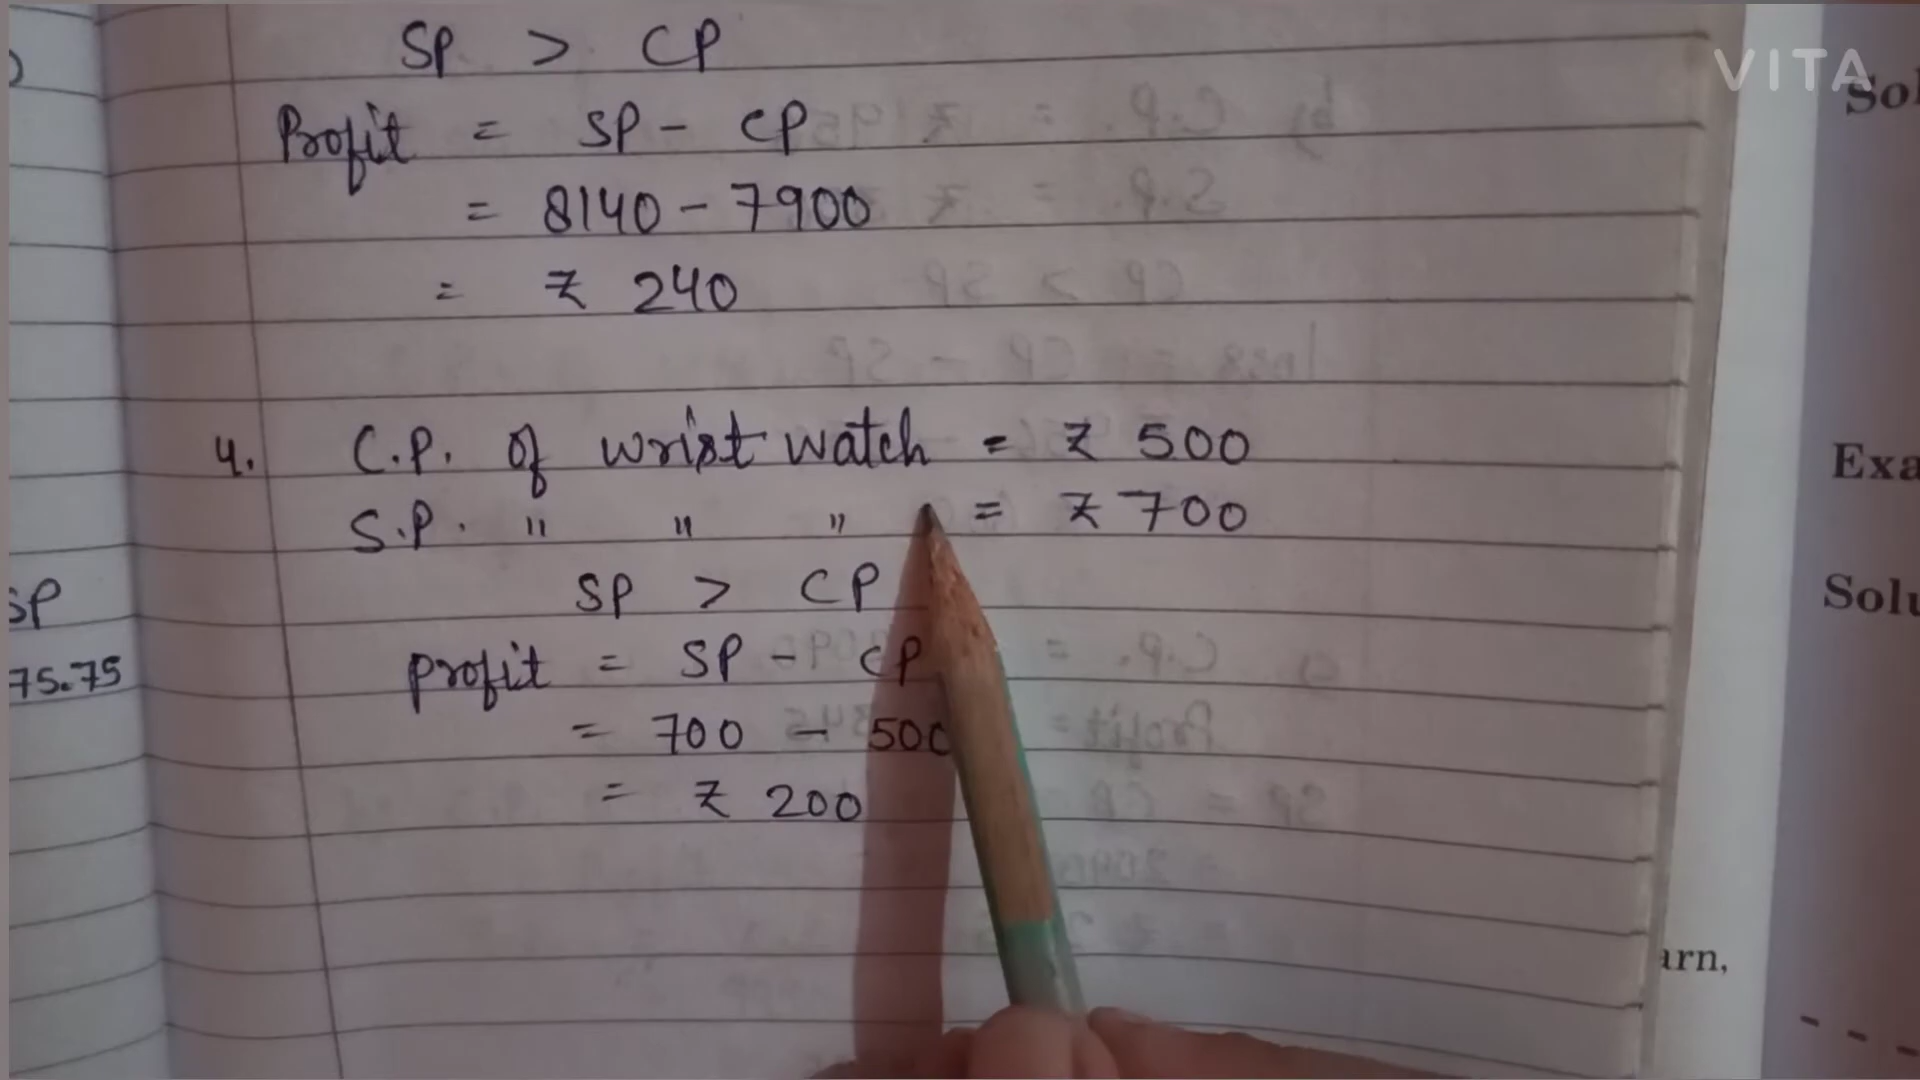 SP > CP
Profit = SP - CP
= 8140 - 7900
= ₹ 240
4. C.P. of wrist watch = ₹ 500
S.P. " " " = ₹ 700
SP > CP
profit = SP - CP
= 700 - 500
= ₹ 200
SP
75.75
VITA
Sol
Exa
Solu
arn,